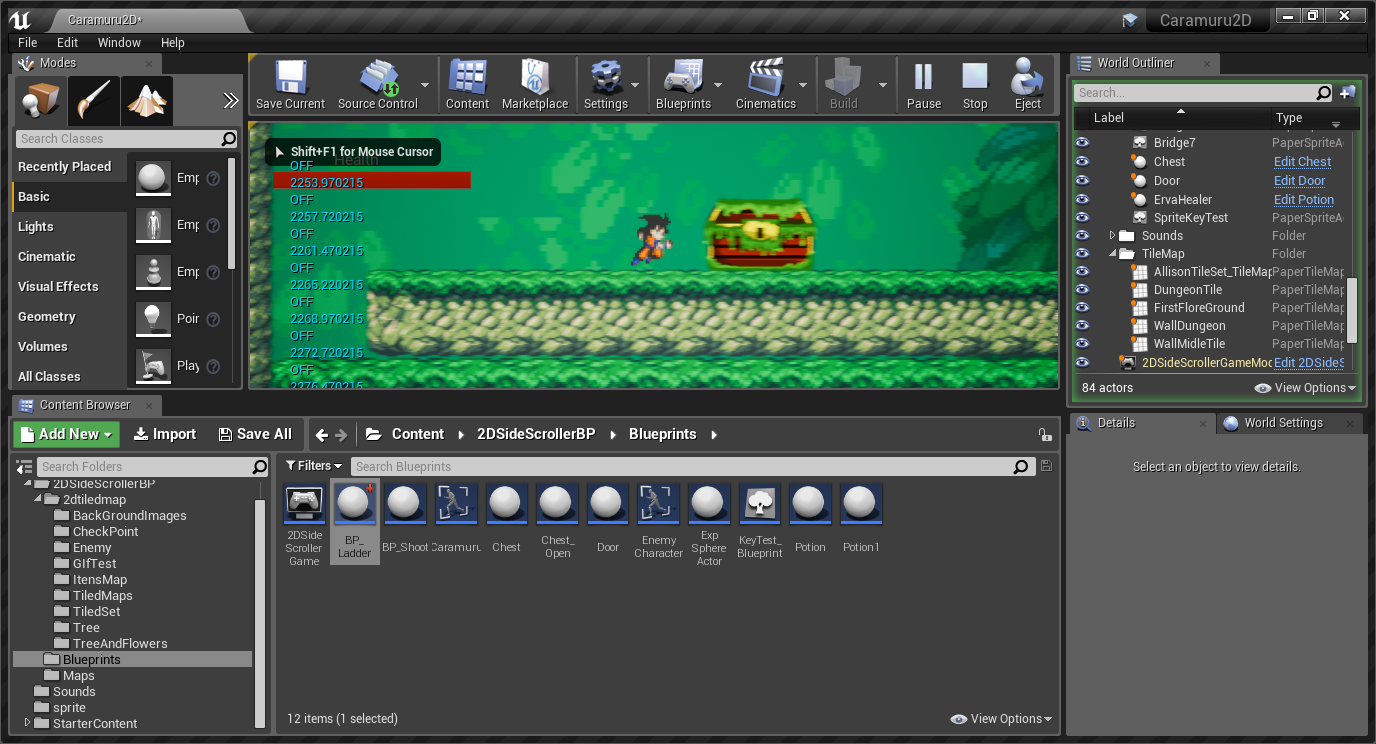 Caramuru2D*
Caramuru2D
File Edit Window Help
Modes
Search Classes
Recently Placed
Basic
Lights
Cinematic
Visual Effects
Geometry
Volumes
All Classes
Emp
Emp
Emp
Poir
Play
Save Current
Source Control
Content
Marketplace
Settings
Blueprints
Cinematics
Build
Pause
Stop
Eject
Shift+F1 for Mouse Cursor
Health
OFF
2253.970215
OFF
2257.720215
OFF
2261.470215
OFF
2265.220215
OFF
2268.970215
OFF
2272.720215
OFF
2276.470215
World Outliner
Search...
Label Type
Bridge7 PaperSpriteA
Chest Edit Chest
Door Edit Door
ErvaHealer Edit Potion
SpriteKeyTest PaperSpriteA
Sounds Folder
TileMap Folder
AllisonTileSet_TileMap PaperTileMap
DungeonTile PaperTileMap
FirstFloreGround PaperTileMap
WallDungeon PaperTileMap
WallMidleTile PaperTileMap
2DSideScrollerGameMod Edit 2DSideS
84 actors
View Options
Content Browser
Add New
Import
Save All
Content
2DSideScrollerBP
Blueprints
Search Folders
2DSideScrollerBP
2dtiledmap
BackGroundImages
CheckPoint
Enemy
GIfTest
ItensMap
TiledMaps
TiledSet
Tree
TreeAndFlowers
Blueprints
Maps
Sounds
sprite
StarterContent
Filters
Search Blueprints
2DSide
Scroller
Game
BP_
Ladder
BP_Shoot
Caramuru
Chest
Chest_
Open
Door
Enemy
Character
Exp
Sphere
Actor
KeyTest_
Blueprint
Potion
Potion1
12 items (1 selected)
View Options
Details
World Settings
Select an object to view details.